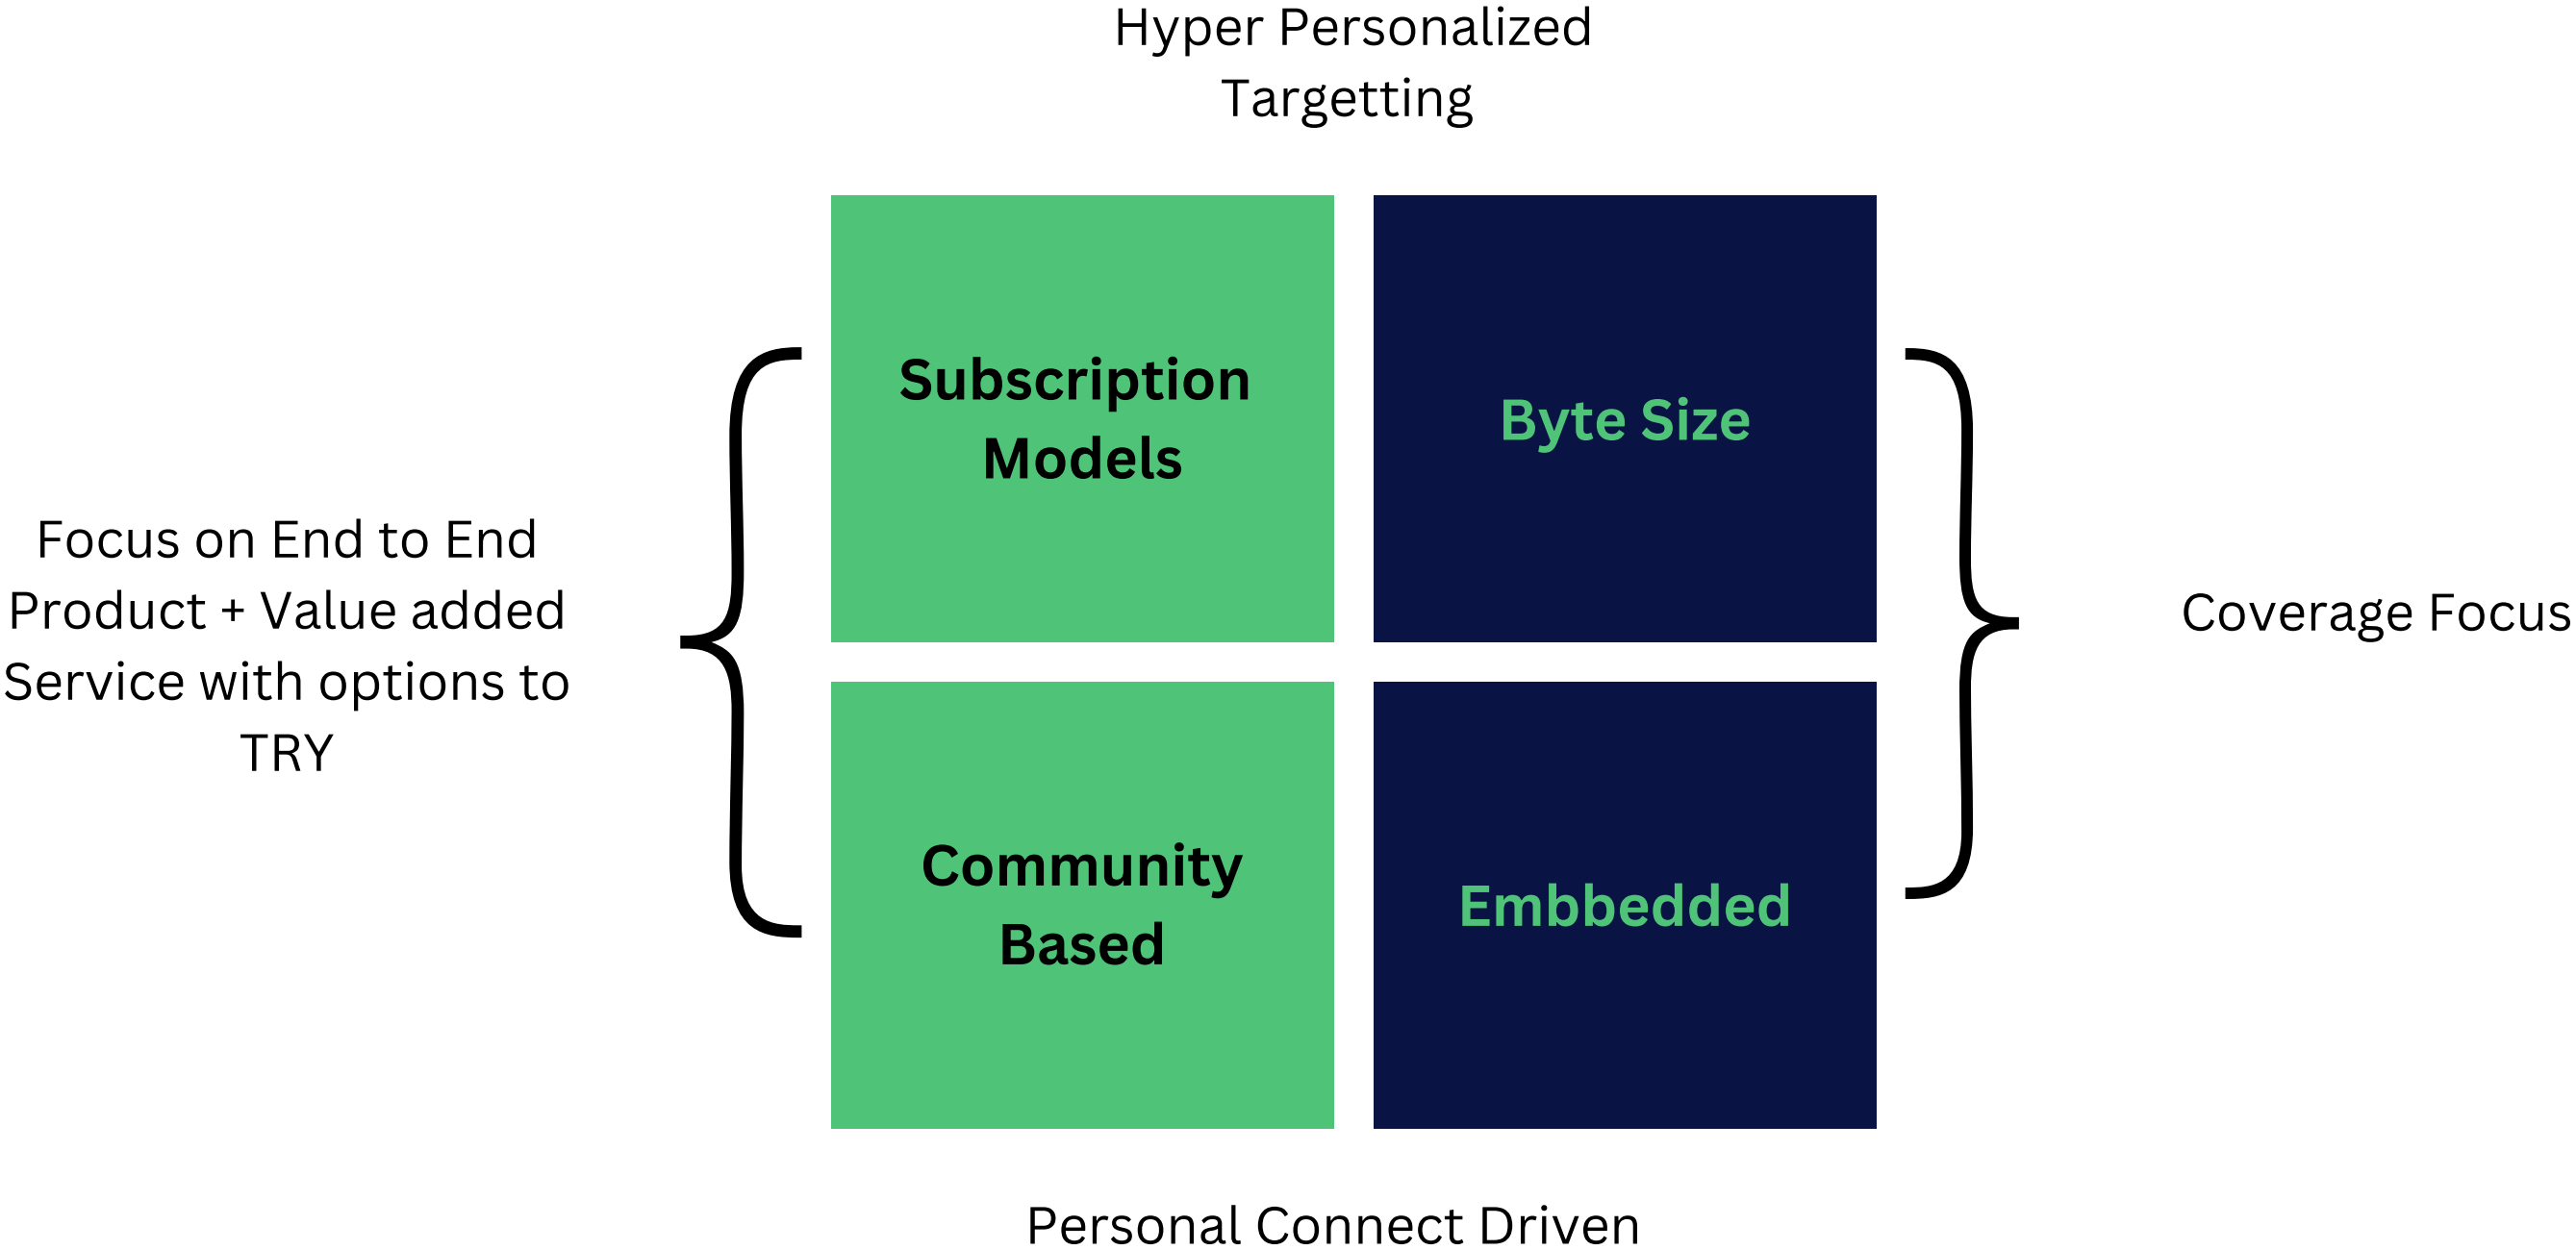 Hyper Personalized
Targetting
Subscription
Models
Byte Size
Focus on End to End
Product + Value added
Service with options to
TRY
Coverage Focus
Community
Based
Embbedded
Personal Connect Driven